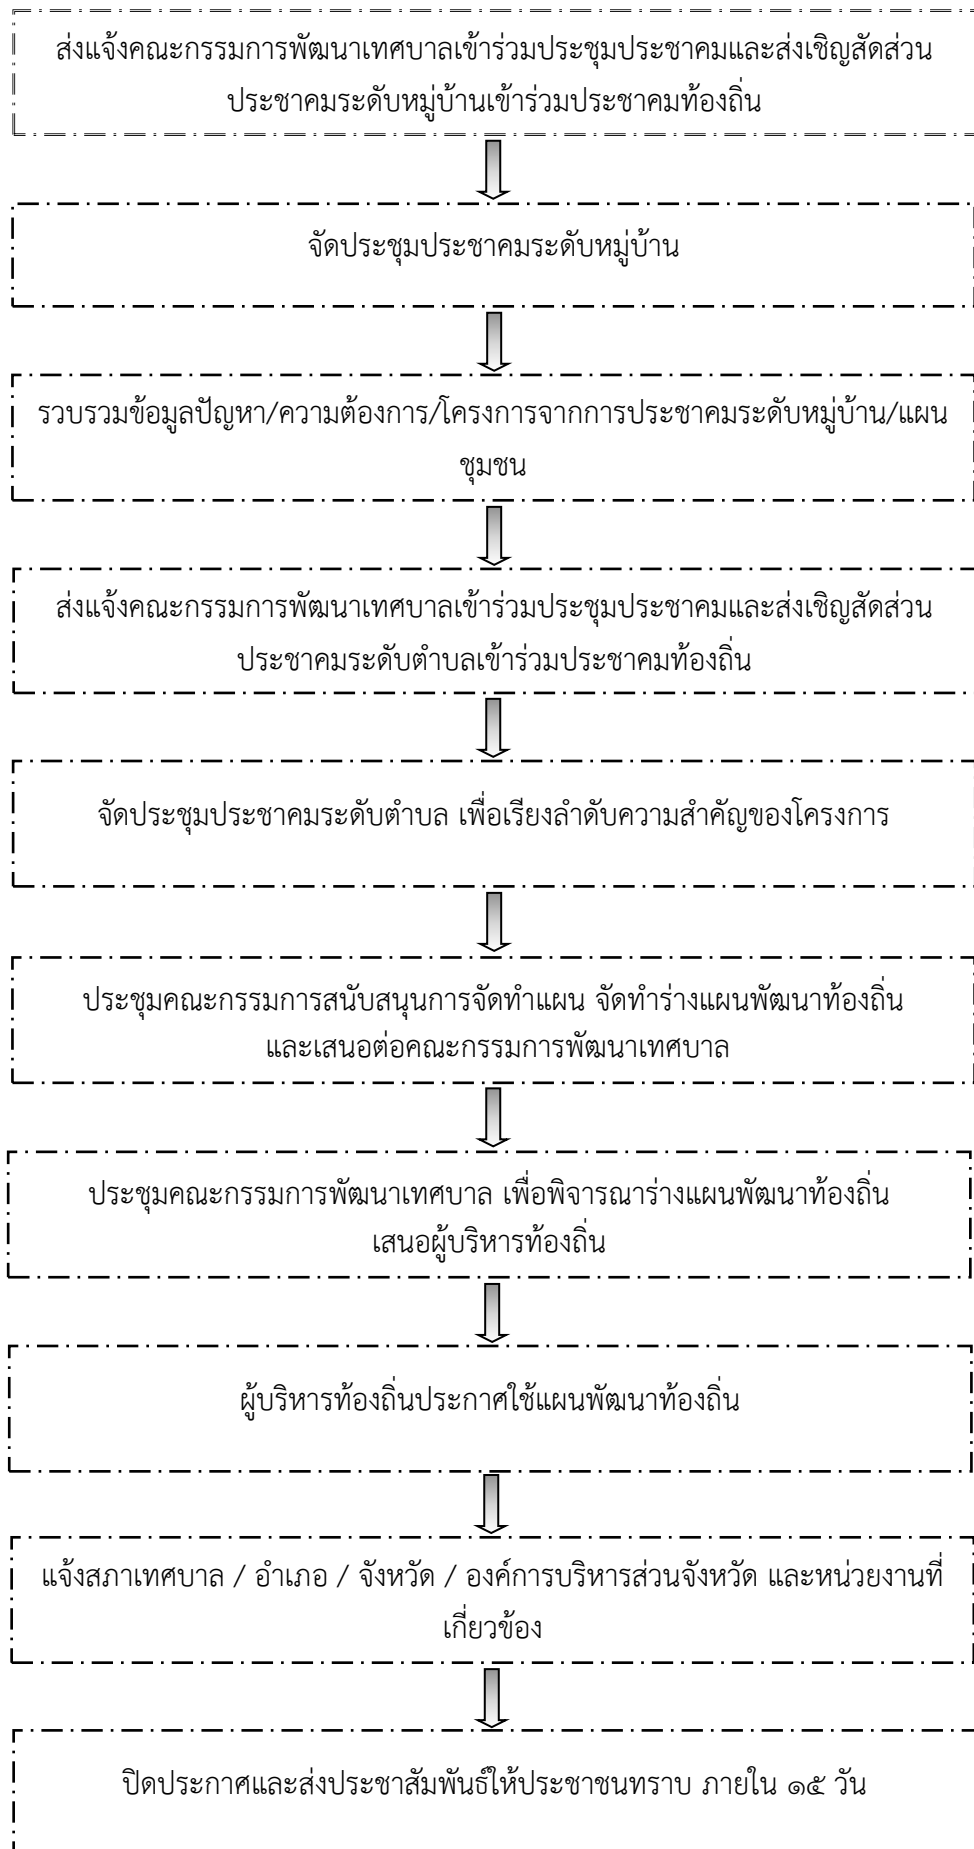 ส่งแจ้งคณะกรรมการพัฒนาเทศบาลเข้าร่วมประชุมประชาคมและส่งเชิญสัดส่วน
ประชาคมระดับหมู่บ้านเข้าร่วมประชาคมท้องถิ่น
จัดประชุมประชาคมระดับหมู่บ้าน
รวบรวมข้อมูลปัญหา/ความต้องการ/โครงการจากการประชาคมระดับหมู่บ้าน/แผน
ชุมชน
ส่งแจ้งคณะกรรมการพัฒนาเทศบาลเข้าร่วมประชุมประชาคมและส่งเชิญสัดส่วน
ประชาคมระดับตำบลเข้าร่วมประชาคมท้องถิ่น
จัดประชุมประชาคมระดับตำบล เพื่อเรียงลำดับความสำคัญของโครงการ
ประชุมคณะกรรมการสนับสนุนการจัดทำแผน จัดทำร่างแผนพัฒนาท้องถิ่น
และเสนอต่อคณะกรรมการพัฒนาเทศบาล
ประชุมคณะกรรมการพัฒนาเทศบาล เพื่อพิจารณาร่างแผนพัฒนาท้องถิ่น
เสนอผู้บริหารท้องถิ่น
ผู้บริหารท้องถิ่นประกาศใช้แผนพัฒนาท้องถิ่น
แจ้งสภาเทศบาล / อำเภอ / จังหวัด / องค์การบริหารส่วนจังหวัด และหน่วยงานที่
เกี่ยวข้อง
ปิดประกาศและส่งประชาสัมพันธ์ให้ประชาชนทราบ ภายใน ๑๕ วัน